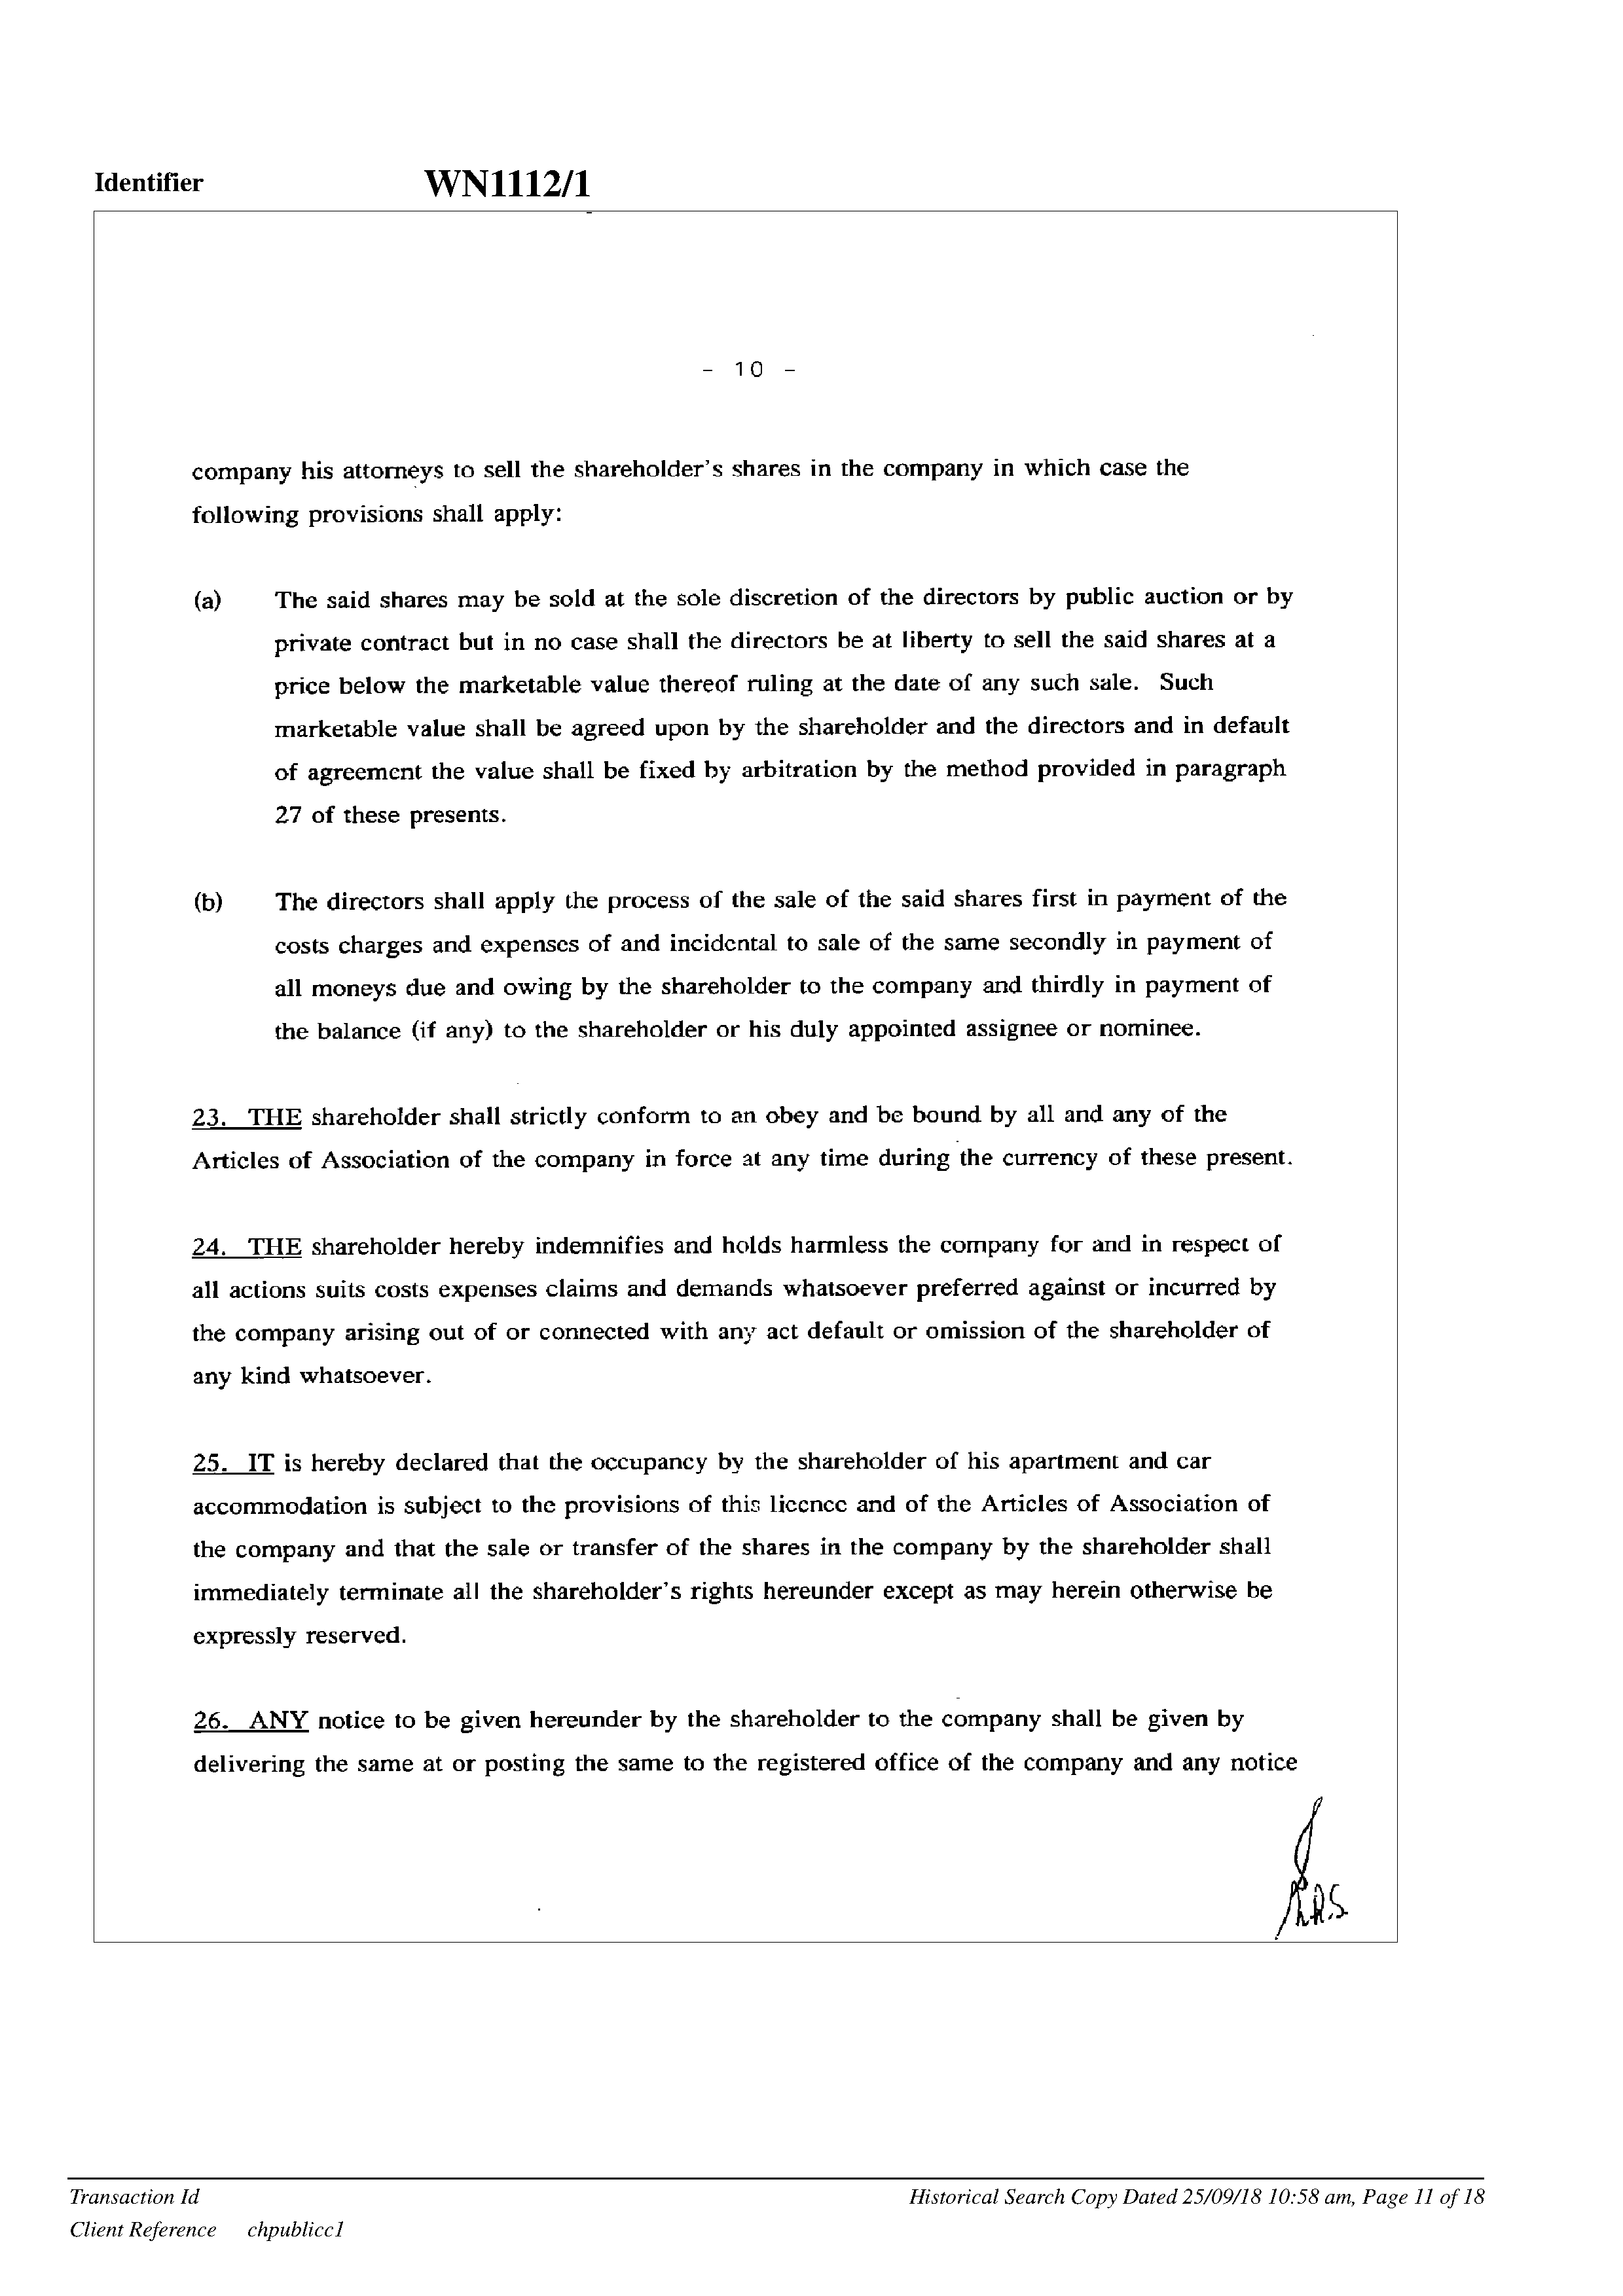 Identifier WN1112/1
- 10 -
company his attorneys to sell the shareholder's shares in the company in which case the
following provisions shall apply:
(a) The said shares may be sold at the sole discretion of the directors by public auction or by
private contract but in no case shall the directors be at liberty to sell the said shares at a
price below the marketable value thereof ruling at the date of any such sale. Such
marketable value shall be agreed upon by the shareholder and the directors and in default
of agreement the value shall be fixed by arbitration by the method provided in paragraph
27 of these presents.
(b) The directors shall apply the process of the sale of the said shares first in payment of the
costs charges and expenses of and incidental to sale of the same secondly in payment of
all moneys due and owing by the shareholder to the company and thirdly in payment of
the balance (if any) to the shareholder or his duly appointed assignee or nominee.
23. THE shareholder shall strictly conform to an obey and be bound by all and any of the
Articles of Association of the company in force at any time during the currency of these present.
24. THE shareholder hereby indemnifies and holds harmless the company for and in respect of
all actions suits costs expenses claims and demands whatsoever preferred against or incurred by
the company arising out of or connected with any act default or omission of the shareholder of
any kind whatsoever.
25. IT is hereby declared that the occupancy by the shareholder of his apartment and car
accommodation is subject to the provisions of this licence and of the Articles of Association of
the company and that the sale or transfer of the shares in the company by the shareholder shall
immediately terminate all the shareholder's rights hereunder except as may herein otherwise be
expressly reserved.
26. ANY notice to be given hereunder by the shareholder to the company shall be given by
delivering the same at or posting the same to the registered office of the company and any notice
Transaction Id
Historical Search Copy Dated 25/09/18 10:58 am, Page 11 of 18
Client Reference chpubliccl